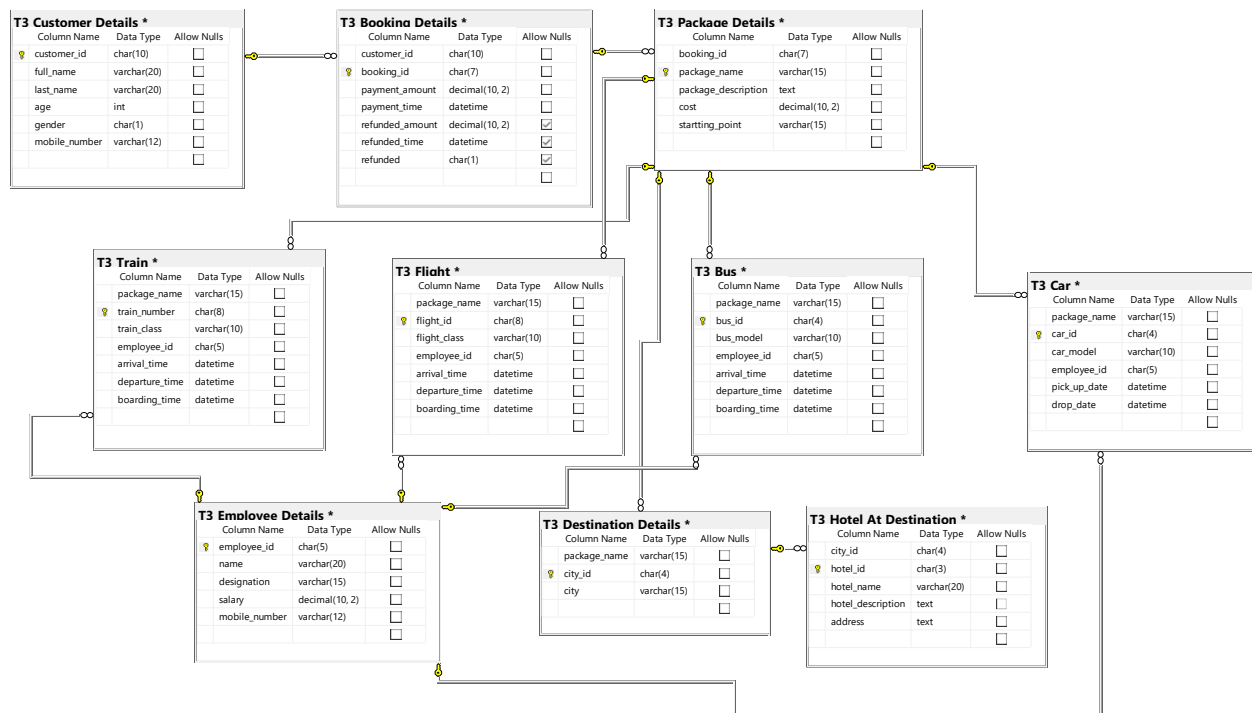 T3 Customer Details *
Column Name Data Type Allow Nulls
customer_id char(10)
full_name varchar(20)
last_name varchar(20)
age int
gender char(1)
mobile_number varchar(12)
T3 Booking Details *
Column Name Data Type Allow Nulls
customer_id char(10)
booking_id char(7)
payment_amount decimal(10, 2)
payment_time datetime
refunded_amount decimal(10, 2)
refunded_time datetime
refunded char(1)
T3 Package Details *
Column Name Data Type Allow Nulls
booking_id char(7)
package_name varchar(15)
package_description text
cost decimal(10, 2)
startting_point varchar(15)
T3 Train *
Column Name Data Type Allow Nulls
package_name varchar(15)
train_number char(8)
train_class varchar(10)
employee_id char(5)
arrival_time datetime
departure_time datetime
boarding_time datetime
T3 Flight *
Column Name Data Type Allow Nulls
package_name varchar(15)
flight_id char(8)
flight_class varchar(10)
employee_id char(5)
arrival_time datetime
departure_time datetime
boarding_time datetime
T3 Bus *
Column Name Data Type Allow Nulls
package_name varchar(15)
bus_id char(4)
bus_model varchar(10)
employee_id char(5)
arrival_time datetime
departure_time datetime
boarding_time datetime
T3 Car *
Column Name Data Type Allow Nulls
package_name varchar(15)
car_id char(4)
car_model varchar(10)
employee_id char(5)
pick_up_date datetime
drop_date datetime
T3 Employee Details *
Column Name Data Type Allow Nulls
employee_id char(5)
name varchar(20)
designation varchar(15)
salary decimal(10, 2)
mobile_number varchar(12)
T3 Destination Details *
Column Name Data Type Allow Nulls
package_name varchar(15)
city_id char(4)
city varchar(15)
T3 Hotel At Destination *
Column Name Data Type Allow Nulls
city_id char(4)
hotel_id char(3)
hotel_name varchar(20)
hotel_description text
address text